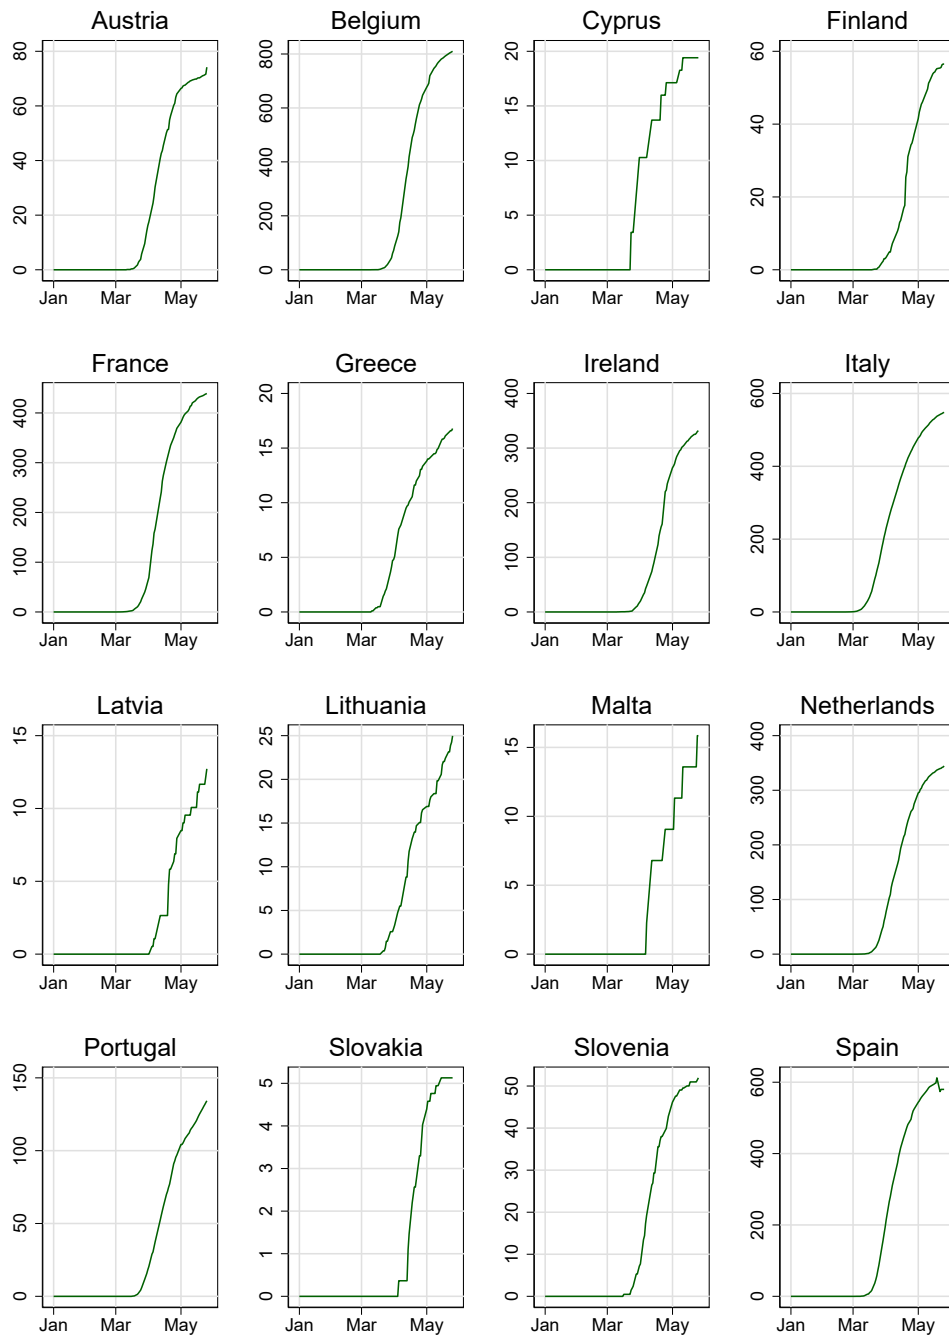 Austria Belgium Cyprus Finland
80 800 20 60
60 600 15 40
40 400 10 20
20 200 5 0
0 0 0
Jan Mar May Jan Mar May Jan Mar May Jan Mar May
France Greece Ireland Italy
400 20 400 600
300 15 300 400
200 10 200 200
100 5 100 0
0 0 0
Jan Mar May Jan Mar May Jan Mar May Jan Mar May
Latvia Lithuania Malta Netherlands
15 25 15 400
10 20 10 300
5 15 5 200
0 10 0 100
5 0
0
Jan Mar May Jan Mar May Jan Mar May Jan Mar May
Portugal Slovakia Slovenia Spain
150 5 50 600
100 4 40 400
50 3 30 200
0 2 20 0
1 10
0 0
Jan Mar May Jan Mar May Jan Mar May Jan Mar May